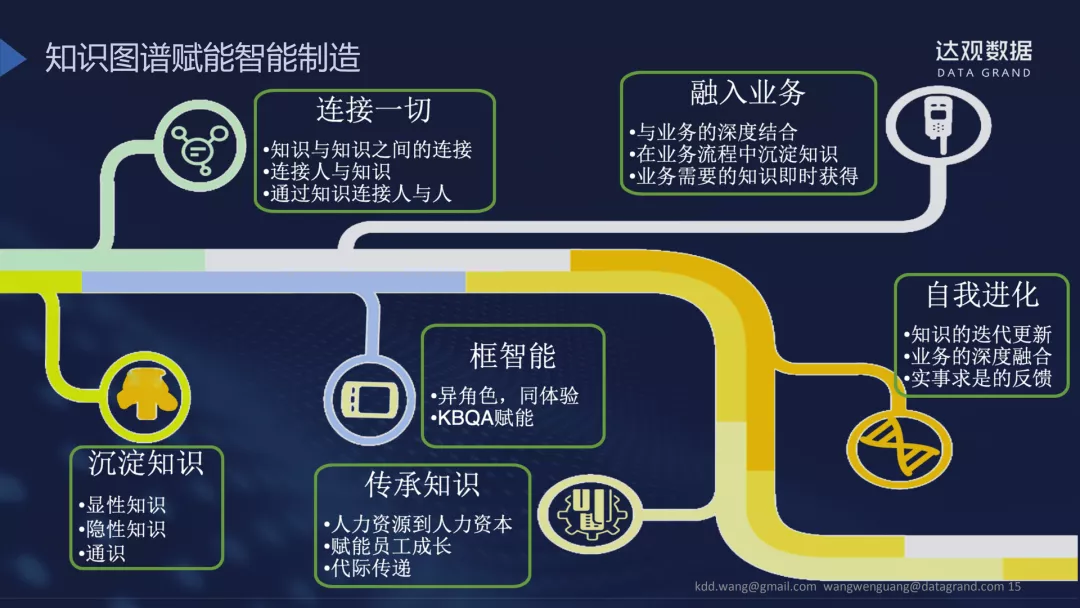 知识图谱赋能智能制造
达观数据
DATA GRAND
连接一切
•知识与知识之间的连接
•连接人与知识
•通过知识连接人与人
融入业务
•与业务的深度结合
•在业务流程中沉淀知识
•业务需要的知识即时获得
自我进化
•知识的迭代更新
•业务的深度融合
•实事求是的反馈
框智能
•异角色，同体验
•KBQA赋能
沉淀知识
•显性知识
•隐性知识
•通识
传承知识
•人力资源到人力资本
•赋能员工成长
•代际传递
kdd.wang@gmail.com wangwenguang@datagrand.com 15